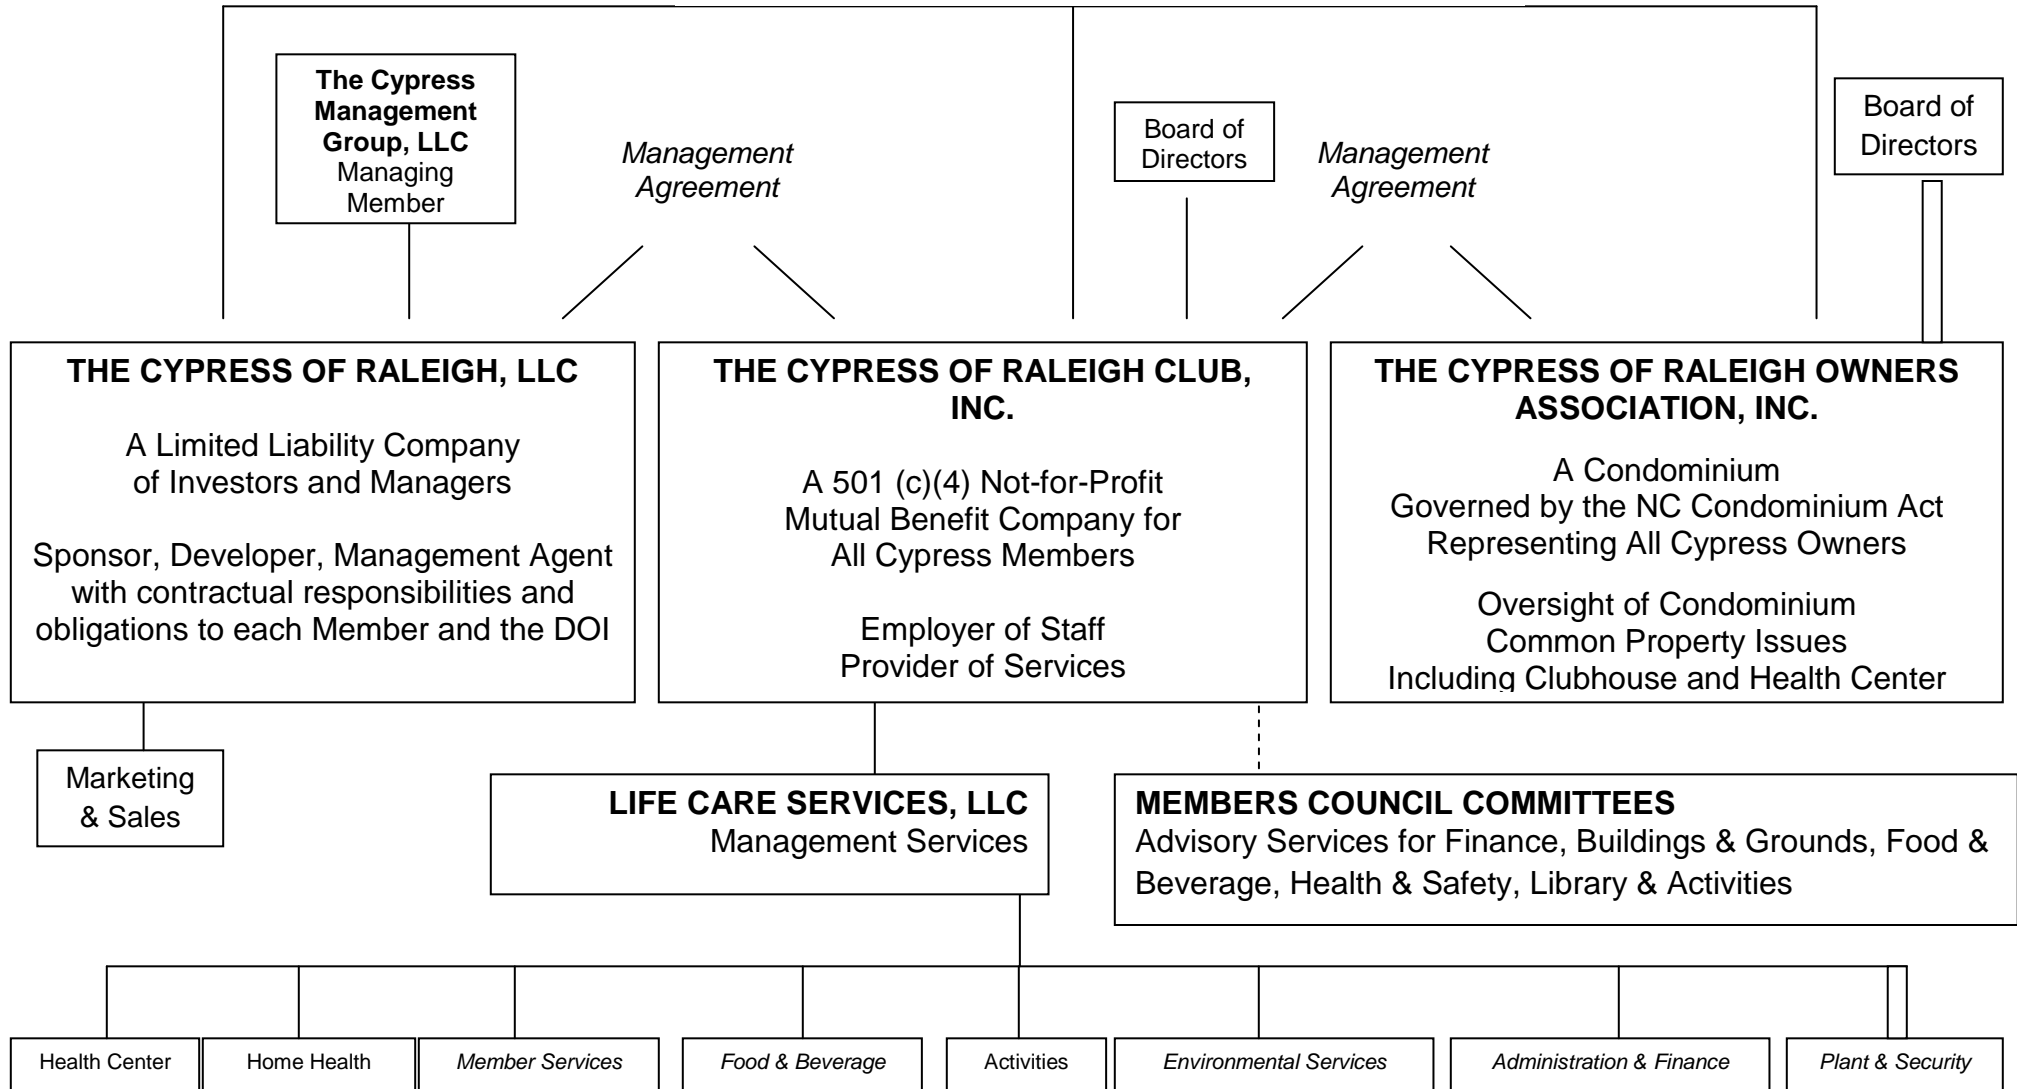 The Cypress
Management
Group, LLC
Managing
Member
Management
Agreement
Board of
Directors
Management
Agreement
Board of
Directors
THE CYPRESS OF RALEIGH, LLC
A Limited Liability Company
of Investors and Managers
Sponsor, Developer, Management Agent
with contractual responsibilities and
obligations to each Member and the DOI
THE CYPRESS OF RALEIGH CLUB,
INC.
A 501 (c)(4) Not-for-Profit
Mutual Benefit Company for
All Cypress Members
Employer of Staff
Provider of Services
THE CYPRESS OF RALEIGH OWNERS
ASSOCIATION, INC.
A Condominium
Governed by the NC Condominium Act
Representing All Cypress Owners
Oversight of Condominium
Common Property Issues
Including Clubhouse and Health Center
Marketing
& Sales
LIFE CARE SERVICES, LLC
Management Services
MEMBERS COUNCIL COMMITTEES
Advisory Services for Finance, Buildings & Grounds, Food &
Beverage, Health & Safety, Library & Activities
Health Center
Home Health
Member Services
Food & Beverage
Activities
Environmental Services
Administration & Finance
Plant & Security